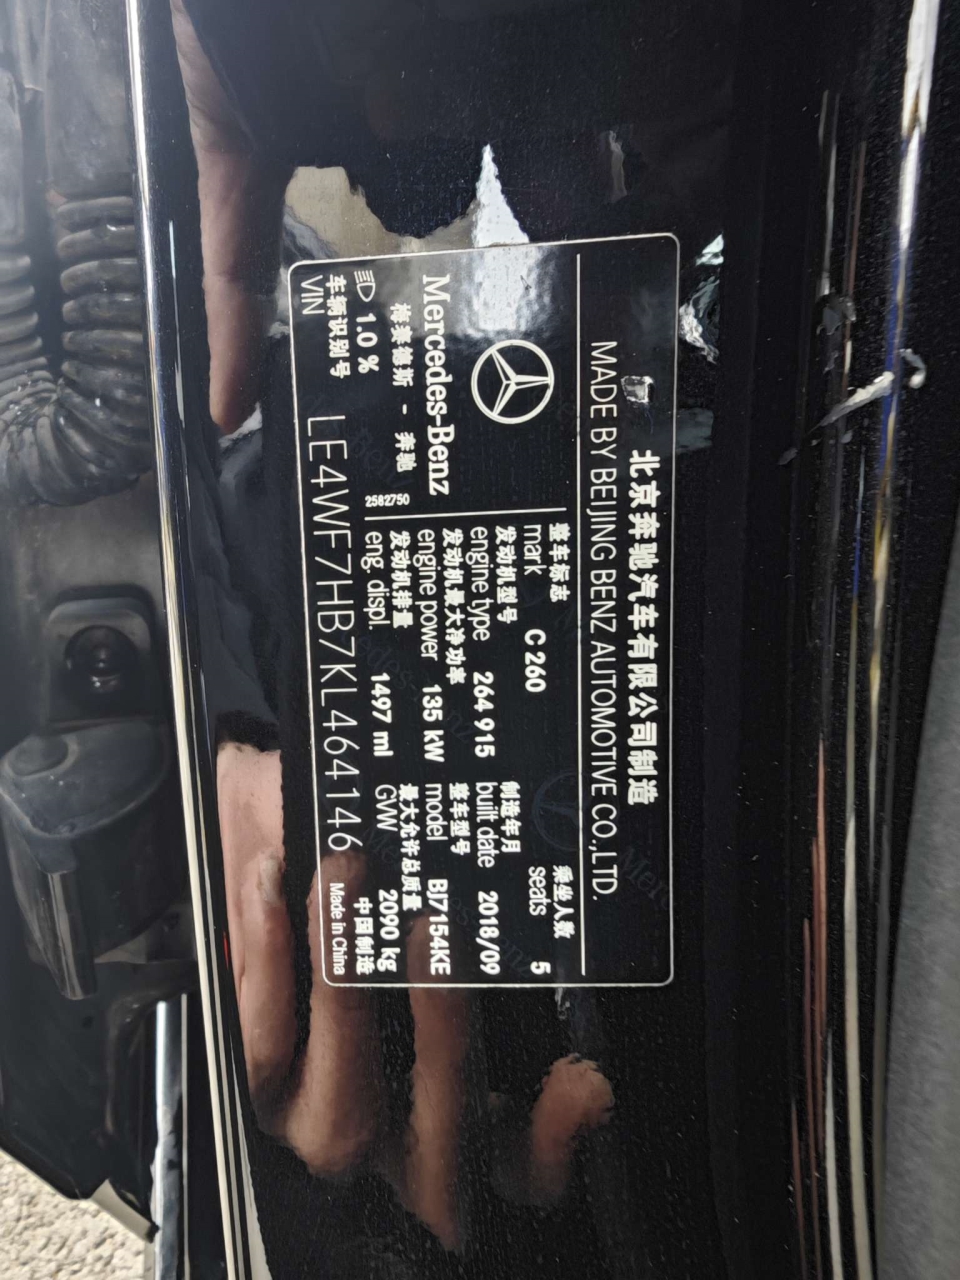 北京奔驰汽车有限公司制造
MADE BY BEIJING BENZ AUTOMOTIVE CO.,LTD.
Mercedes-Benz
梅赛德斯 - 奔驰
1.0 %
2582750
整车标志
mark C 260
乘坐人数
seats 5
发动机型号
engine type 264 915
制造年月
built date 2018/09
发动机最大净功率
engine power 135 kW
整车型号
model BJ7154KE
发动机排量
eng. displ. 1497 ml
最大允许总质量
GVW 2090 kg
车辆识别号
VIN LE4WF7HB7KL464146
中国制造
Made in China